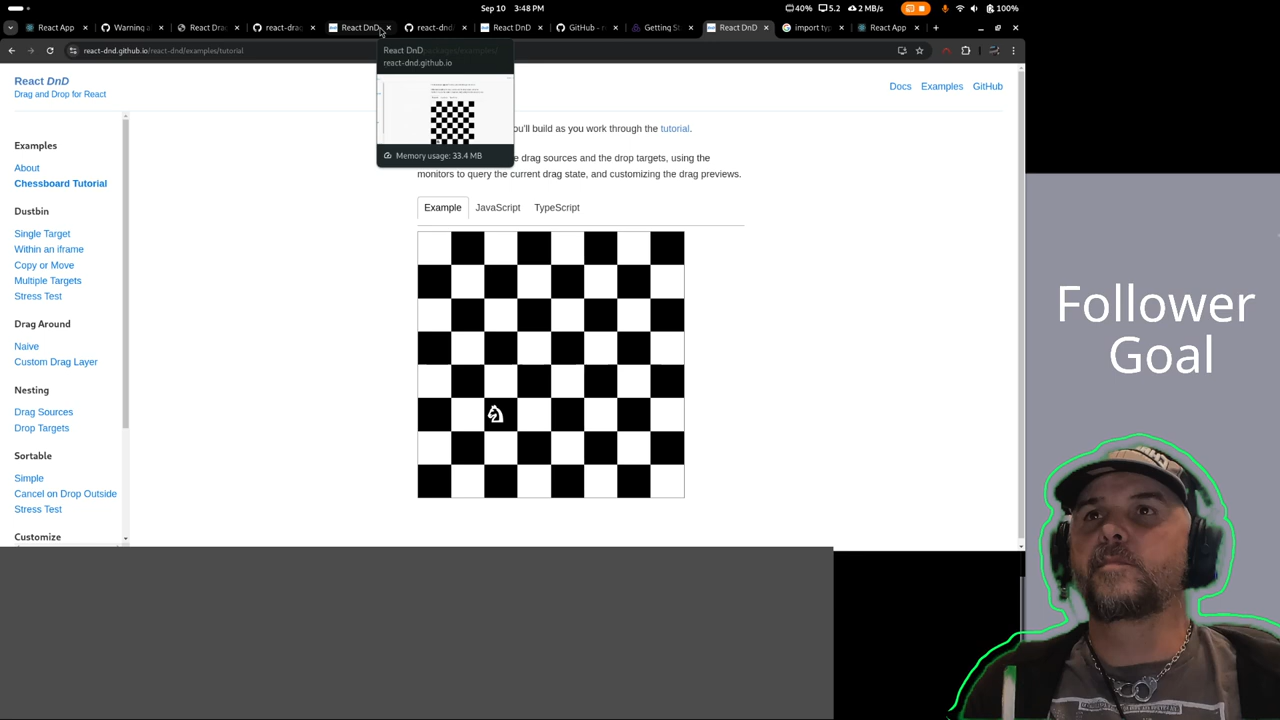 Sep 10 3:48 PM
40% 5.2 2 MB/s 100%
React App
Warning a
React Drag
react-drag
React DnD
react-dnd
React DnD
GitHub - r
Getting St
React DnD
import typ
React App
react-dnd.github.io/react-dnd/examples/tutorial
React DnD
react-dnd.github.io
Memory usage: 33.4 MB
React DnD
Drag and Drop for React
Docs Examples GitHub
ou'll build as you work through the tutorial.
e drag sources and the drop targets, using the
monitors to query the current drag state, and customizing the drag previews.
Example JavaScript TypeScript
Examples
About
Chessboard Tutorial
Dustbin
Single Target
Within an iframe
Copy or Move
Multiple Targets
Stress Test
Drag Around
Naive
Custom Drag Layer
Nesting
Drag Sources
Drop Targets
Sortable
Simple
Cancel on Drop Outside
Stress Test
Customize
Follower
Goal